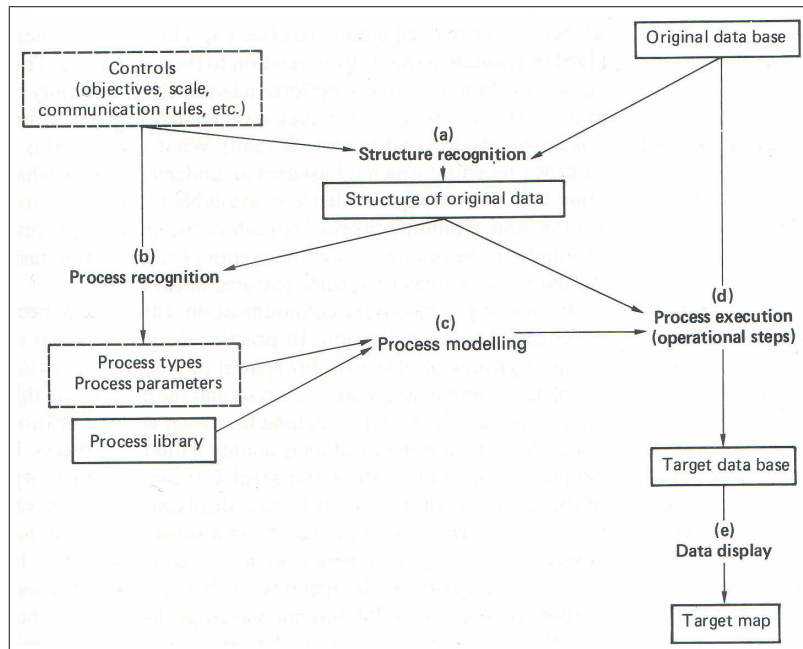 Original data base
Controls
(objectives, scale,
communication rules, etc.)
(a)
Structure recognition
Structure of original data
(b)
Process recognition
(d)
Process execution
(operational steps)
(c)
Process modelling
Process types
Process parameters
Process library
Target data base
(e)
Data display
Target map